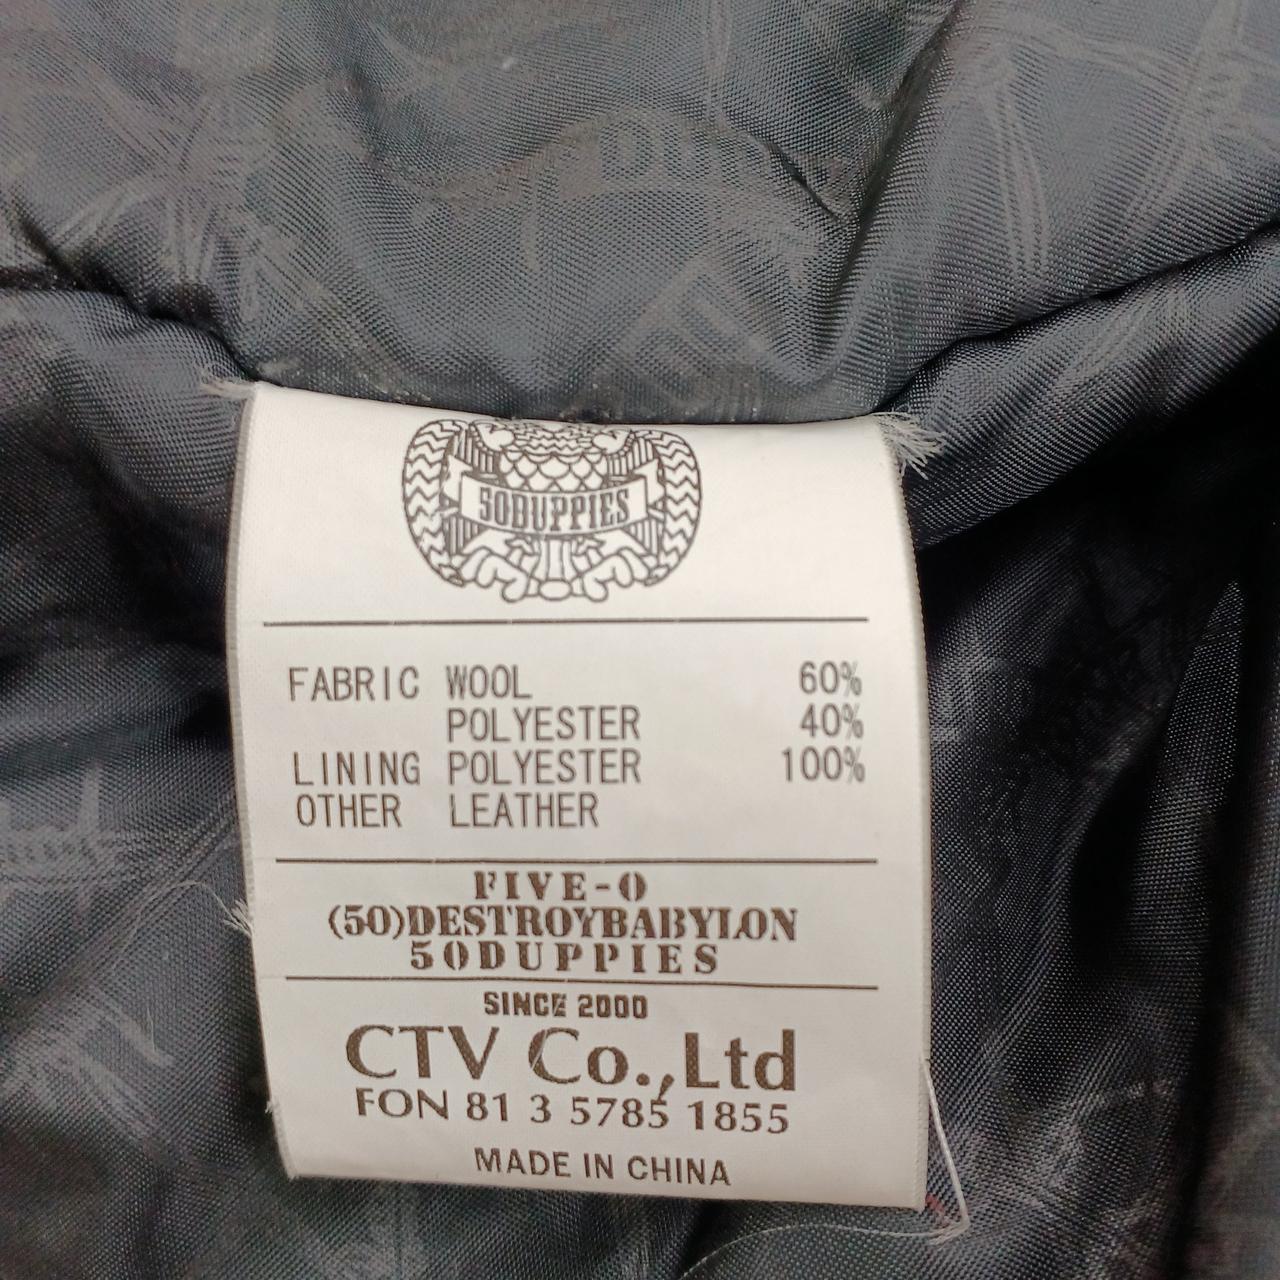 50DUPPIES
FABRIC WOOL 60%
POLYESTER 40%
LINING POLYESTER 100%
OTHER LEATHER
FIVE-O
(50)DESTROYBABYLON
50DUPPIES
SINCE 2000
CTV Co.,Ltd
FON 81 3 5785 1855
MADE IN CHINA